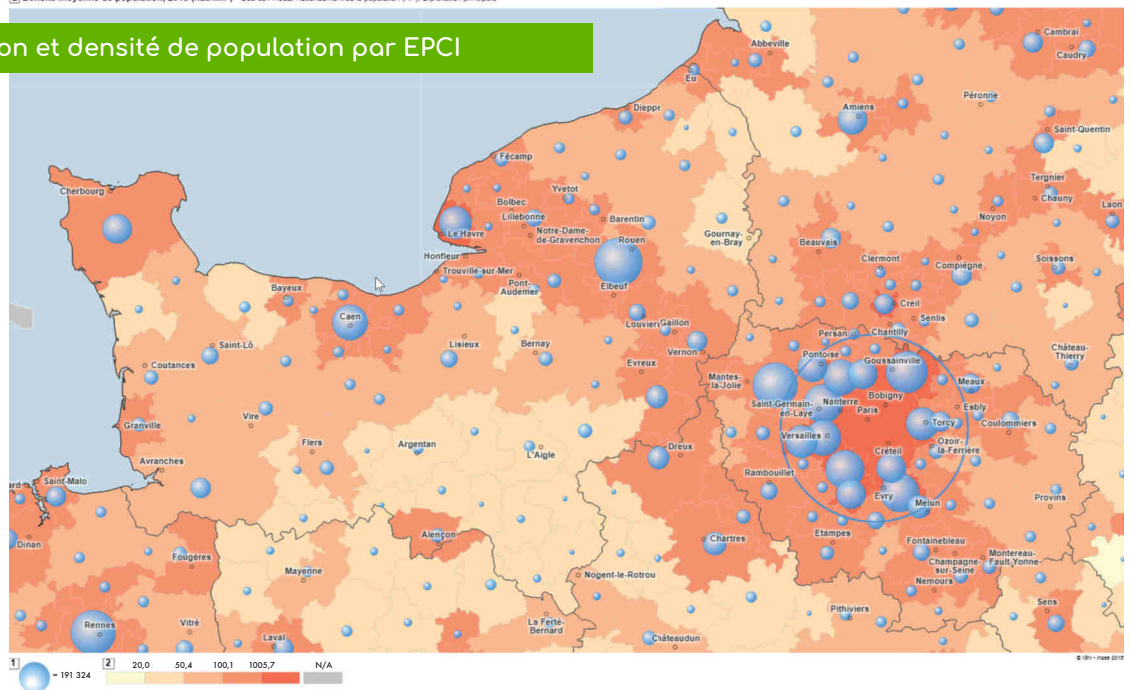 on et densité de population par EPCI
Cambrai
Caudry
Abbeville
Eu
Dieppe
Amiens
Péronne
Saint-Quentin
Fécamp
Cherbourg
Yvetot
Bolbec
Lillebonne
Barentin
Notre-Dame-
de-Gravenchon
Rouen
Le Havre
Gournay-
en-Bray
Beauvais
Tergnier
Chauny
Noyon
Laon
Honfleur
Trouville-sur-Mer
Pont-
Audemer
Elbeuf
Clermont
Compiègne
Soissons
Bayeux
Caen
Louviers
Gaillon
Creil
Senlis
Chantilly
Persan
Saint-Lô
Coutances
Lisieux
Bernay
Vernon
Evreux
Pontoise
Goussainville
Château-
Thierry
Mantes-
la-Jolie
Meaux
Bobigny
Saint-Germain-
en-Laye
Nanterre
Paris
Esbly
Torcy
Coulommiers
Vire
Granville
Versailles
Ozoir-
la-Ferrière
Flers
Argentan
L'Aigle
Dreux
Créteil
Avranches
Rambouillet
Saint-Malo
Evry
Melun
Provins
Dinan
Alençon
Chartres
Etampes
Fontainebleau
Fougères
Mayenne
Nogent-le-Rotrou
Champagne-
sur-Seine
Montereau-
Fault-Yonne
Nemours
Pithiviers
Sens
Rennes
Vitré
Laval
La Ferté-
Bernard
Châteaudun
1
= 191 324
2
20,0 50,4 100,1 1005,7 N/A